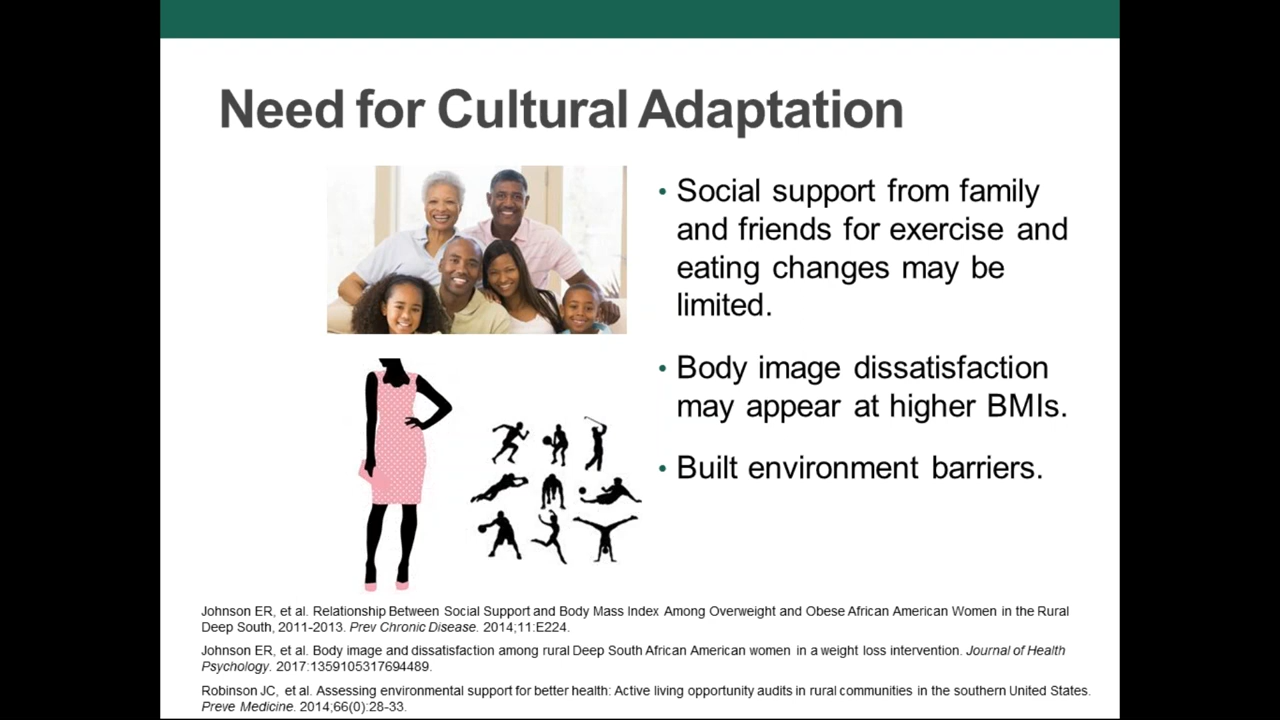 Need for Cultural Adaptation
• Social support from family
and friends for exercise and
eating changes may be
limited.
• Body image dissatisfaction
may appear at higher BMIs.
• Built environment barriers.
Johnson ER, et al. Relationship Between Social Support and Body Mass Index Among Overweight and Obese African American Women in the Rural
Deep South, 2011-2013. Prev Chronic Disease. 2014;11:E224.
Johnson ER, et al. Body image and dissatisfaction among rural Deep South African American women in a weight loss intervention. Journal of Health
Psychology. 2017:1359105317694489.
Robinson JC, et al. Assessing environmental support for better health: Active living opportunity audits in rural communities in the southern United States.
Preve Medicine. 2014;66(0):28-33.